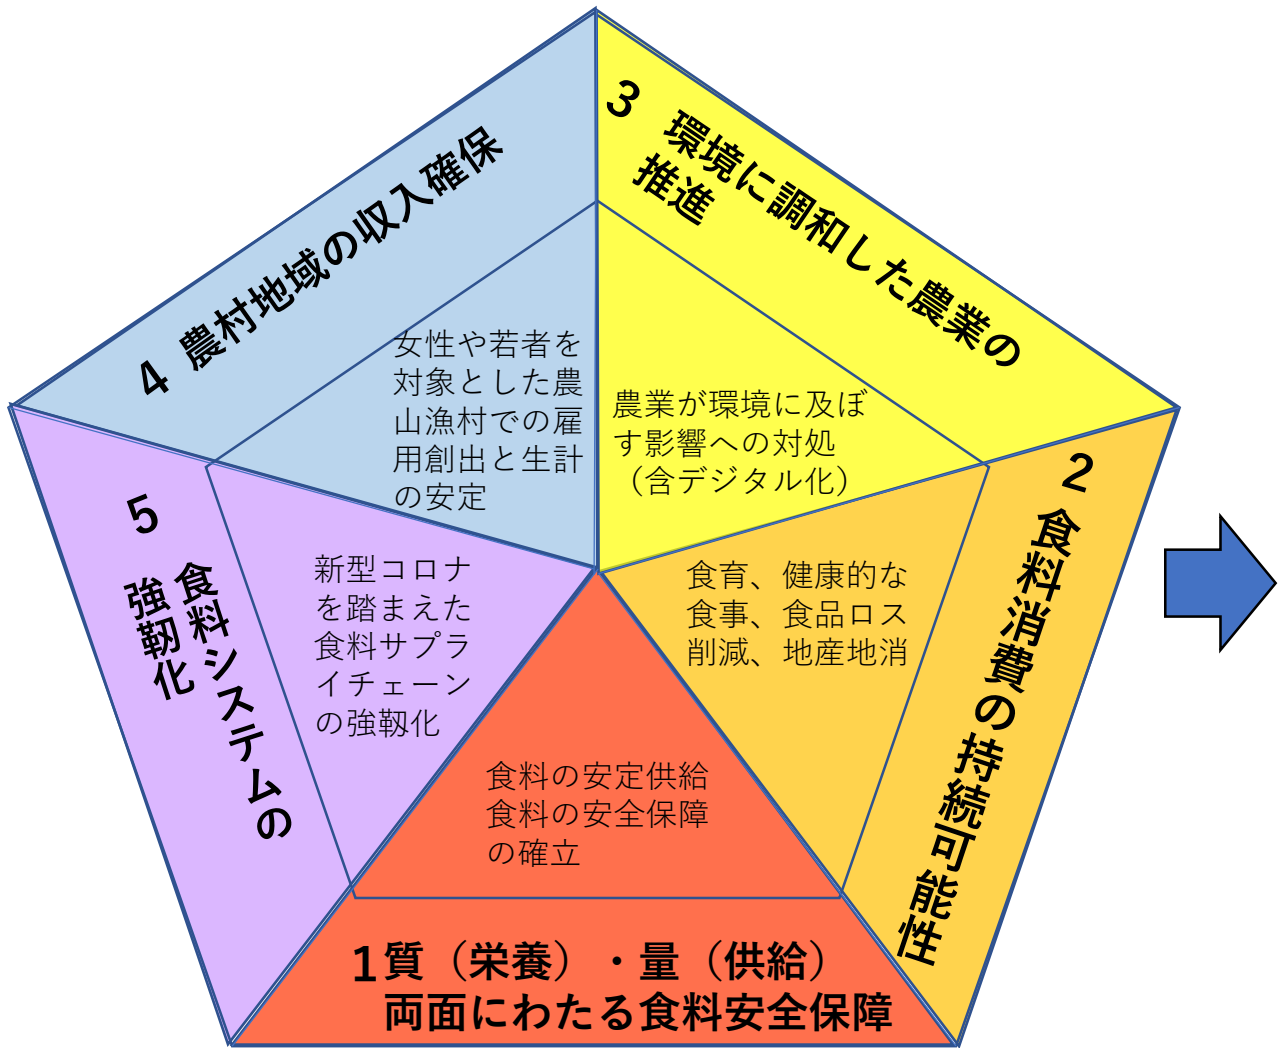 1質（栄養）・量（供給）
両面にわたる食料安全保障
食料の安定供給
食料の安全保障
の確立
2 食料消費の持続可能性
食育、健康的な
食事、食品ロス
削減、地産地消
3 環境に調和した農業の
推進
農業が環境に及ぼ
す影響への対処
（含デジタル化）
4 農村地域の収入確保
女性や若者を
対象とした農
山漁村での雇
用創出と生計
の安定
5 食料システムの
強靭化
新型コロナ
を踏まえた
食料サプラ
イチェーン
の強靱化